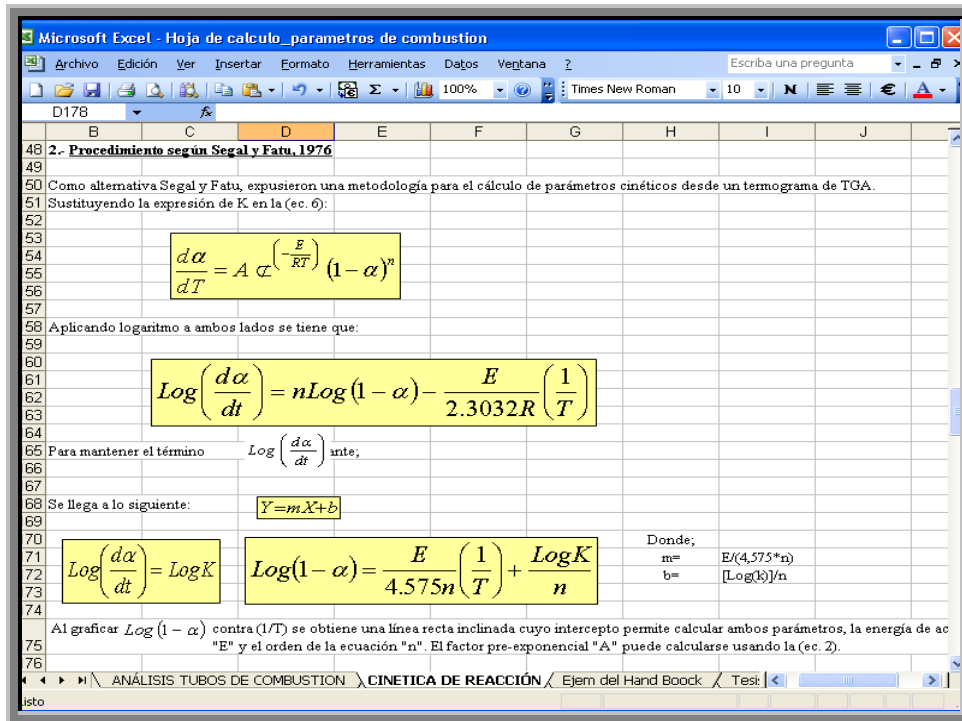 Microsoft Excel - Hoja de calculo_parametros de combustion
Archivo Edición Ver Insertar Formato Herramientas Datos Ventana ? Escriba una pregunta
100% Times New Roman 10 N € A
D178 fx
B C D E F G H I J
48 2.- Procedimiento según Segal y Fatu, 1976
49
50 Como alternativa Segal y Fatu, expusieron una metodología para el cálculo de parámetros cinéticos desde un termograma de TGA.
51 Sustituyendo la expresión de K en la (ec. 6):
52
53
54 dα/dT = A ⊄^(-E/RT) (1-α)^n
55
56
57
58 Aplicando logaritmo a ambos lados se tiene que:
59
60
61 Log(dα/dt) = nLog(1-α) - E/2.3032R (1/T)
62
63
64
65 Para mantener el término Log(dα/dt) ante;
66
67
68 Se llega a lo siguiente: Y=mX+b
69
70 Donde;
71 Log(dα/dt) = LogK Log(1-α) = E/4.575n (1/T) + LogK/n m= E/(4,575*n)
72 b= [Log(k)]/n
73
74
Al graficar Log(1-α) contra (1/T) se obtiene una línea recta inclinada cuyo intercepto permite calcular ambos parámetros, la energía de ac
75 "E" y el orden de la ecuación "n". El factor pre-exponencial "A" puede calcularse usando la (ec. 2).
76
ANÁLISIS TUBOS DE COMBUSTION CINETICA DE REACCIÓN Ejem del Hand Boock Tesi:
Listo